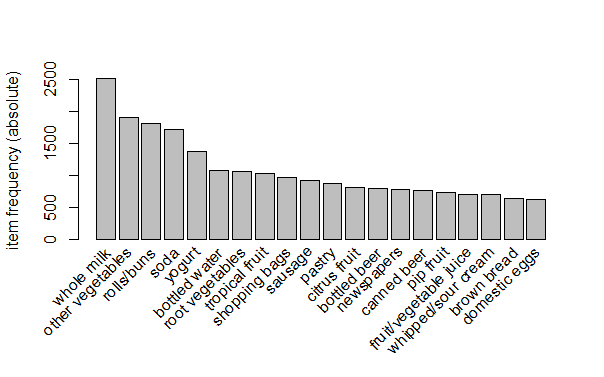 item frequency (absolute)
2500
1500
500
0
whole milk
other vegetables
rolls/buns
soda
yogurt
bottled water
root vegetables
tropical fruit
shopping bags
sausage
pastry
citrus fruit
bottled beer
newspapers
canned beer
pip fruit
fruit/vegetable juice
whipped/sour cream
brown bread
domestic eggs